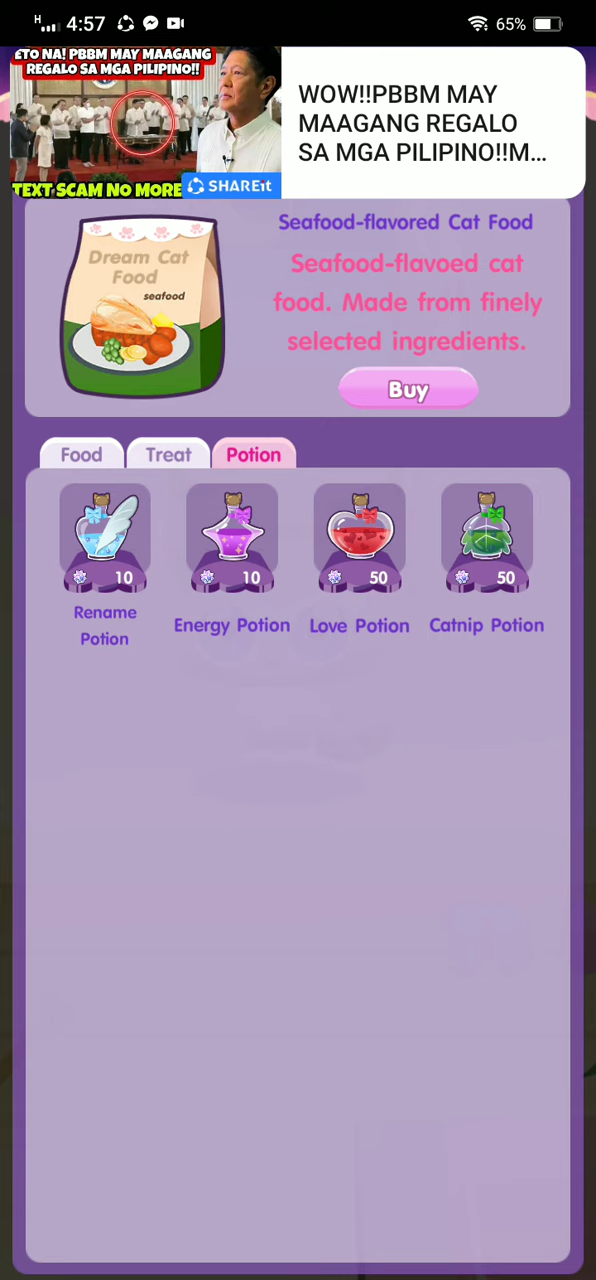 H
4:57
65%
ETO NA! PBBM MAY MAAGANG
REGALO SA MGA PILIPINO!!
TEXT SCAM NO MORE
SHAREit
WOW!!PBBM MAY
MAAGANG REGALO
SA MGA PILIPINO!!M...
Dream Cat
Food
seafood
Seafood-flavored Cat Food
Seafood-flavoed cat
food. Made from finely
selected ingredients.
Buy
Food
Treat
Potion
10
10
50
50
Rename
Potion
Energy Potion
Love Potion
Catnip Potion